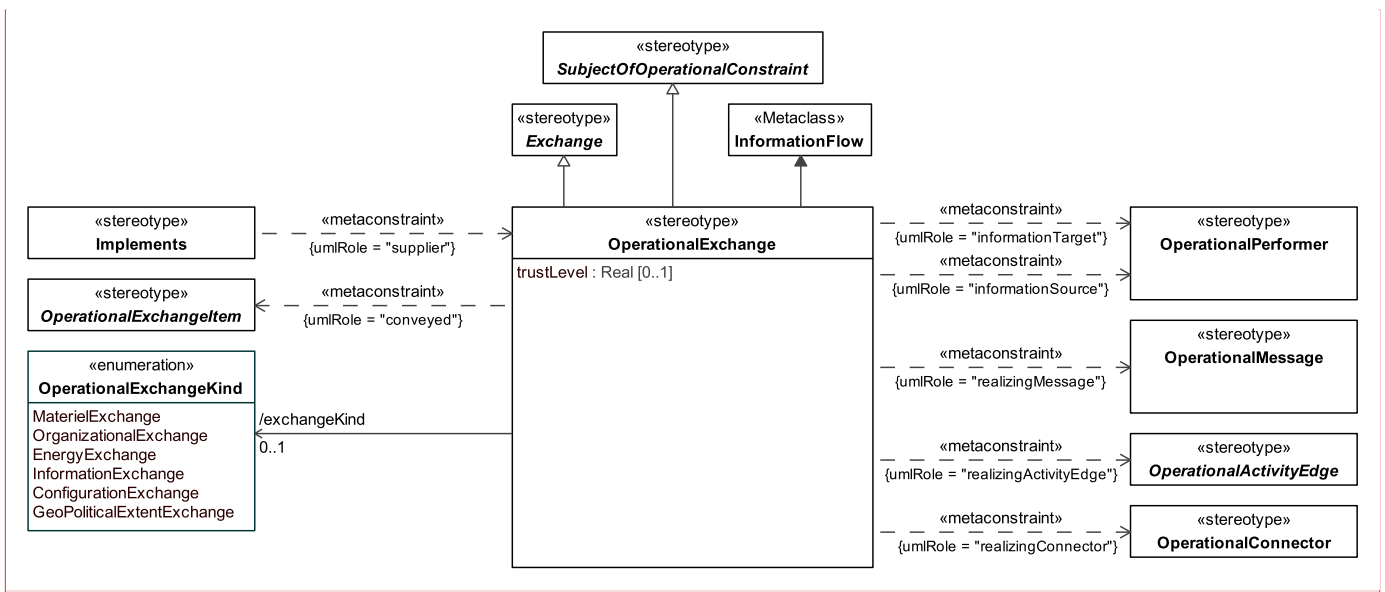 «stereotype»
SubjectOfOperationalConstraint
«stereotype»
Exchange
«Metaclass»
InformationFlow
«stereotype»
Implements
«metaconstraint»
{umlRole = "supplier"}
«stereotype»
OperationalExchange
trustLevel : Real [0..1]
«metaconstraint»
{umlRole = "informationTarget"}
«metaconstraint»
{umlRole = "informationSource"}
«stereotype»
OperationalPerformer
«stereotype»
OperationalExchangeItem
«metaconstraint»
{umlRole = "conveyed"}
«enumeration»
OperationalExchangeKind
MaterielExchange
OrganizationalExchange
EnergyExchange
InformationExchange
ConfigurationExchange
GeoPoliticalExtentExchange
/exchangeKind
0..1
«metaconstraint»
{umlRole = "realizingMessage"}
«stereotype»
OperationalMessage
«metaconstraint»
{umlRole = "realizingActivityEdge"}
«stereotype»
OperationalActivityEdge
«metaconstraint»
{umlRole = "realizingConnector"}
«stereotype»
OperationalConnector